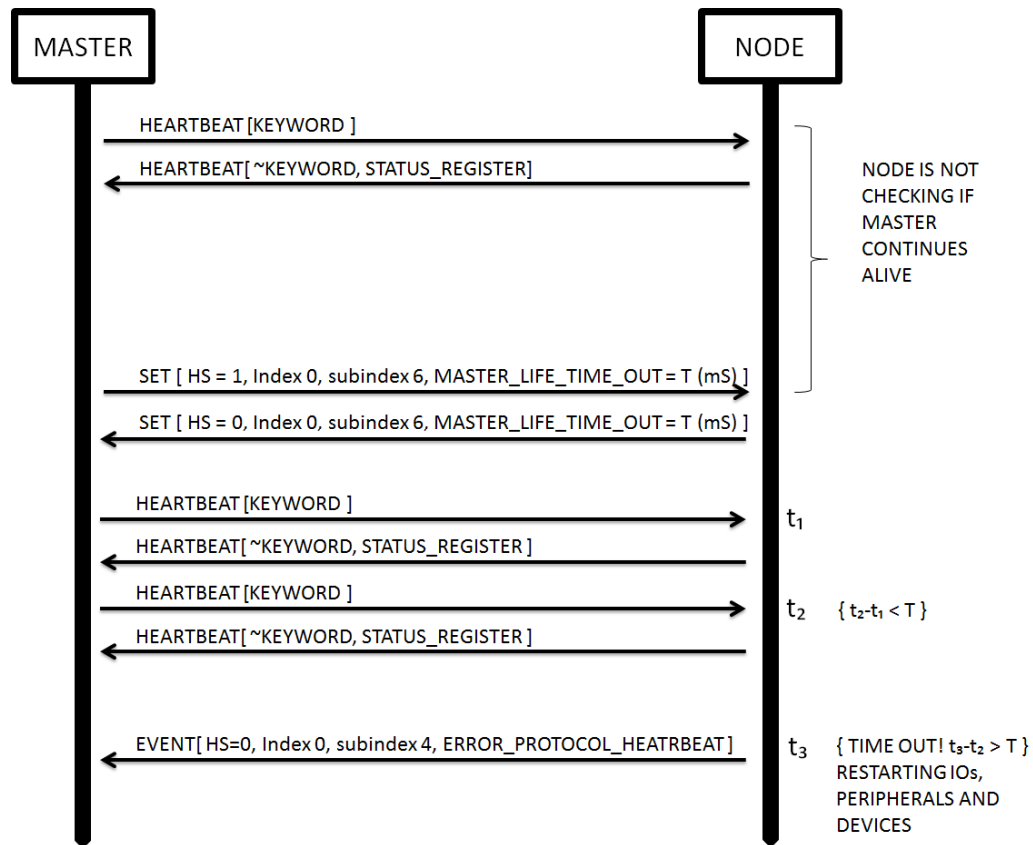 MASTER
NODE
HEARTBEAT [KEYWORD ]
HEARTBEAT[ ~KEYWORD, STATUS_REGISTER]
NODE IS NOT
CHECKING IF
MASTER
CONTINUES
ALIVE
SET [ HS = 1, Index 0, subindex 6, MASTER_LIFE_TIME_OUT = T (mS) ]
SET [ HS = 0, Index 0, subindex 6, MASTER_LIFE_TIME_OUT = T (mS) ]
HEARTBEAT [KEYWORD ]
t₁
HEARTBEAT[ ~KEYWORD, STATUS_REGISTER ]
HEARTBEAT [KEYWORD ]
t₂ { t₂-t₁ < T }
HEARTBEAT[ ~KEYWORD, STATUS_REGISTER ]
EVENT[ HS=0, Index 0, subindex 4, ERROR_PROTOCOL_HEATRBEAT ]
t₃ { TIME OUT! t₃-t₂ > T }
RESTARTING IOs,
PERIPHERALS AND
DEVICES